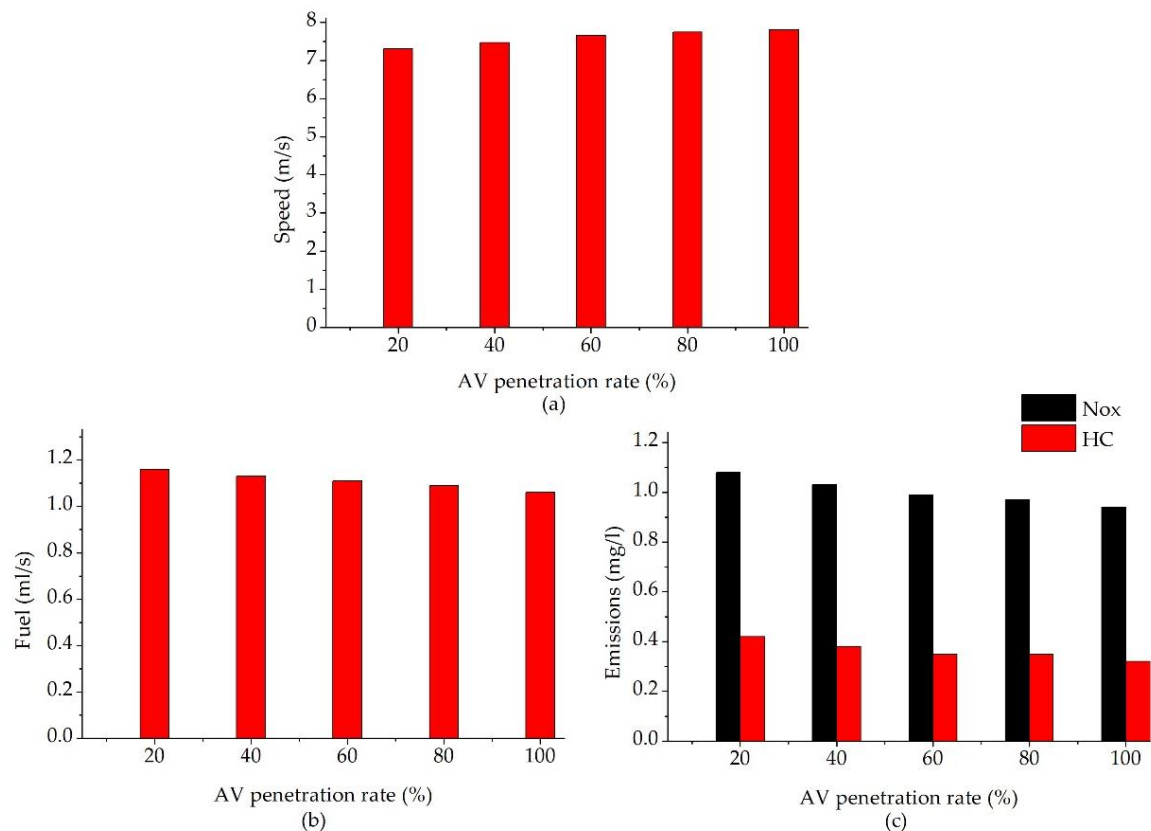 8
7
6
5
4
3
2
1
0
Speed (m/s)
20 40 60 80 100
AV penetration rate (%)
(a)
1.2
1.0
0.8
0.6
0.4
0.2
0.0
Fuel (ml/s)
20 40 60 80 100
AV penetration rate (%)
(b)
Nox
HC
1.2
1.0
0.8
0.6
0.4
0.2
0.0
Emissions (mg/l)
20 40 60 80 100
AV penetration rate (%)
(c)